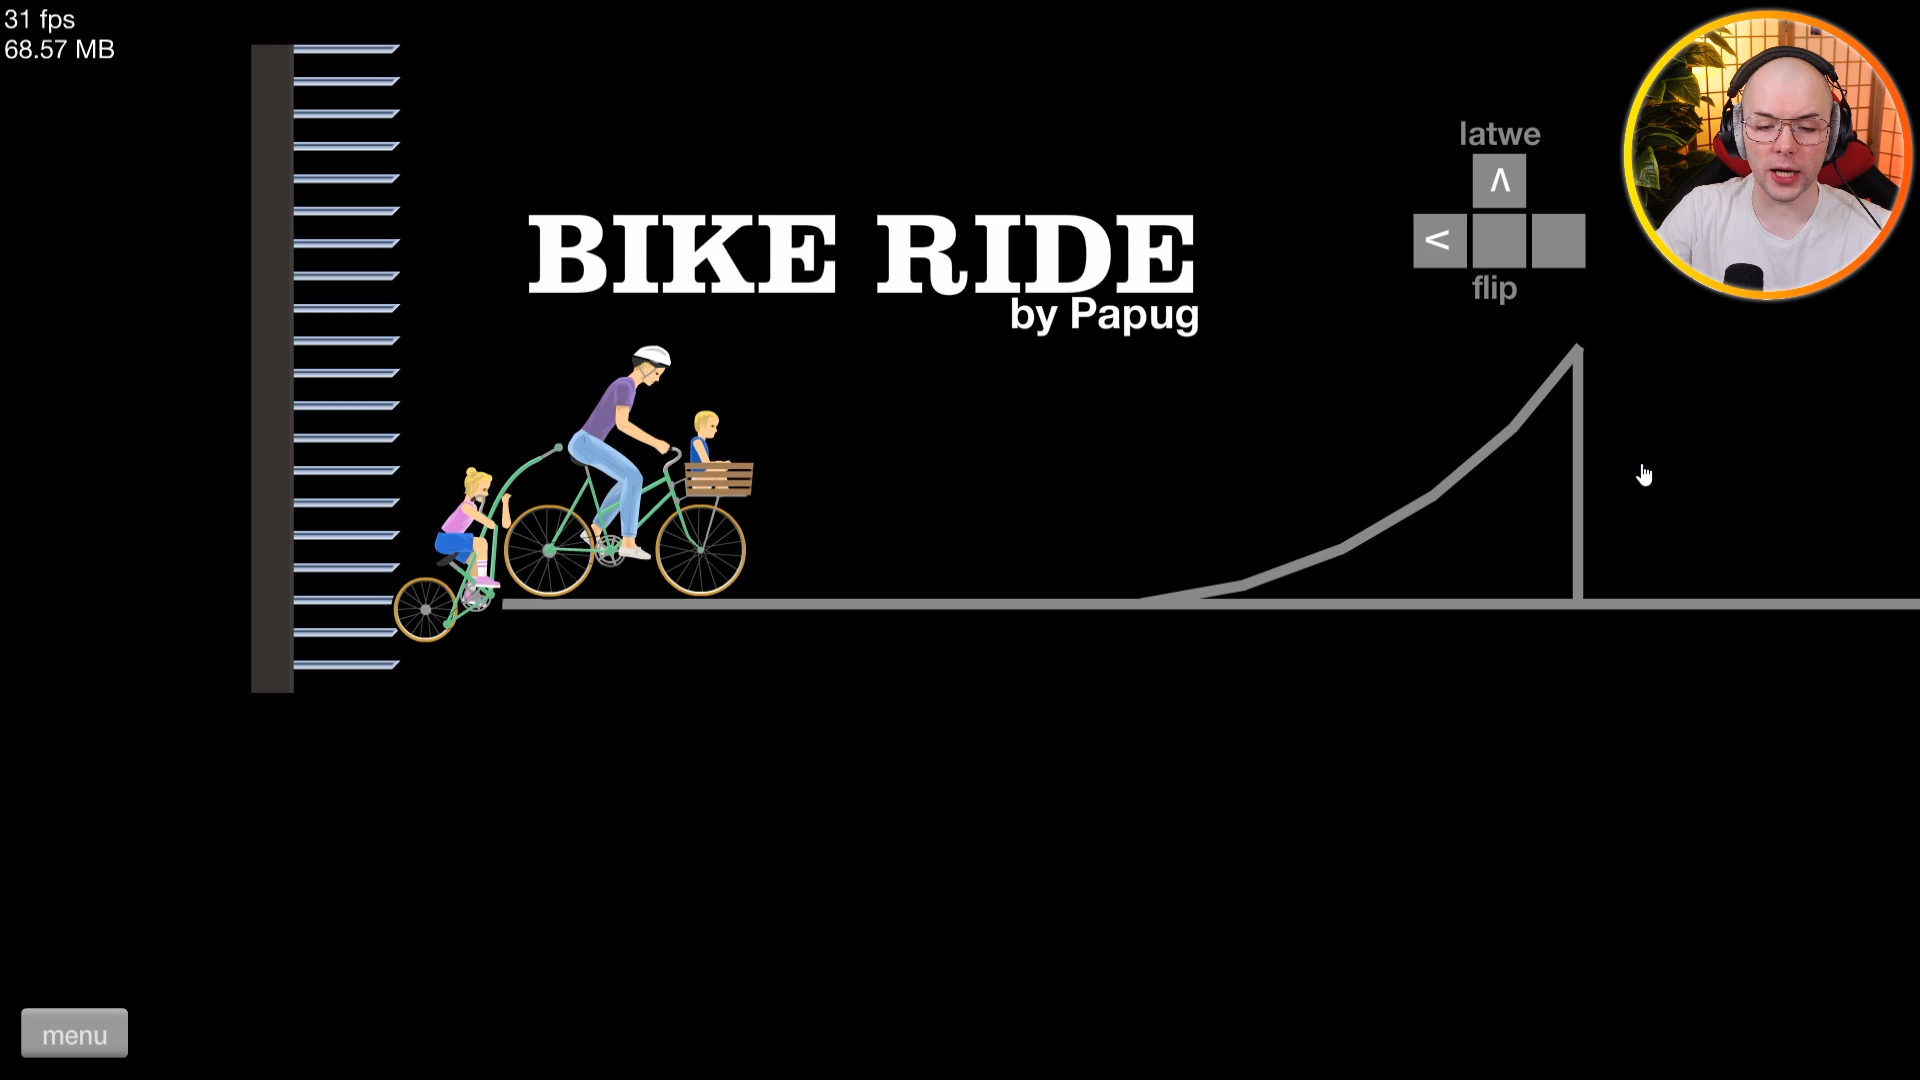 31 fps
68.57 MB
BIKE RIDE
by Papug
latwe
^
<
flip
menu